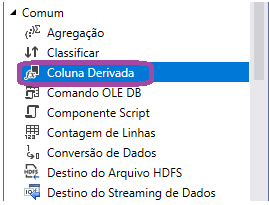 Comum
Agregação
Classificar
Coluna Derivada
Comando OLE DB
Componente Script
Contagem de Linhas
Conversão de Dados
Destino do Arquivo HDFS
Destino do Streaming de Dados